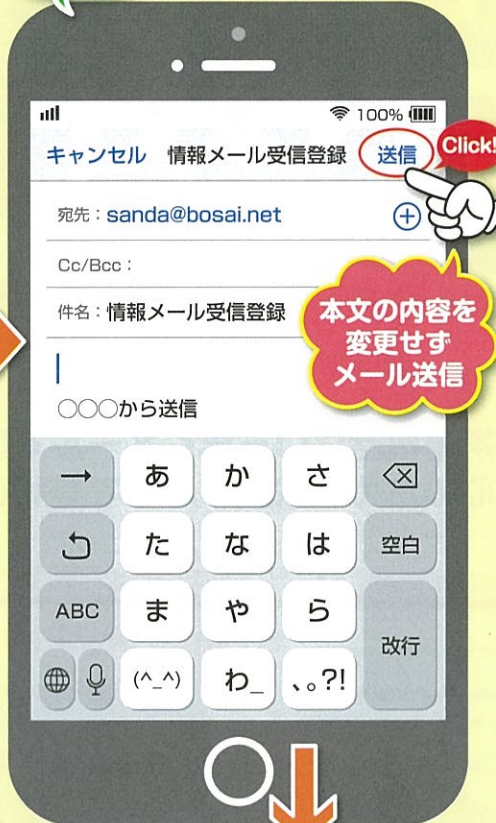 100%
キャンセル 情報メール受信登録 送信
Click!
宛先：sanda@bosai.net
Cc/Bcc：
件名：情報メール受信登録
本文の内容を
変更せず
メール送信
○○○から送信
→ あ か さ
た な は 空白
ABC ま や ら 改行
(^_^) わ_ 、。?!